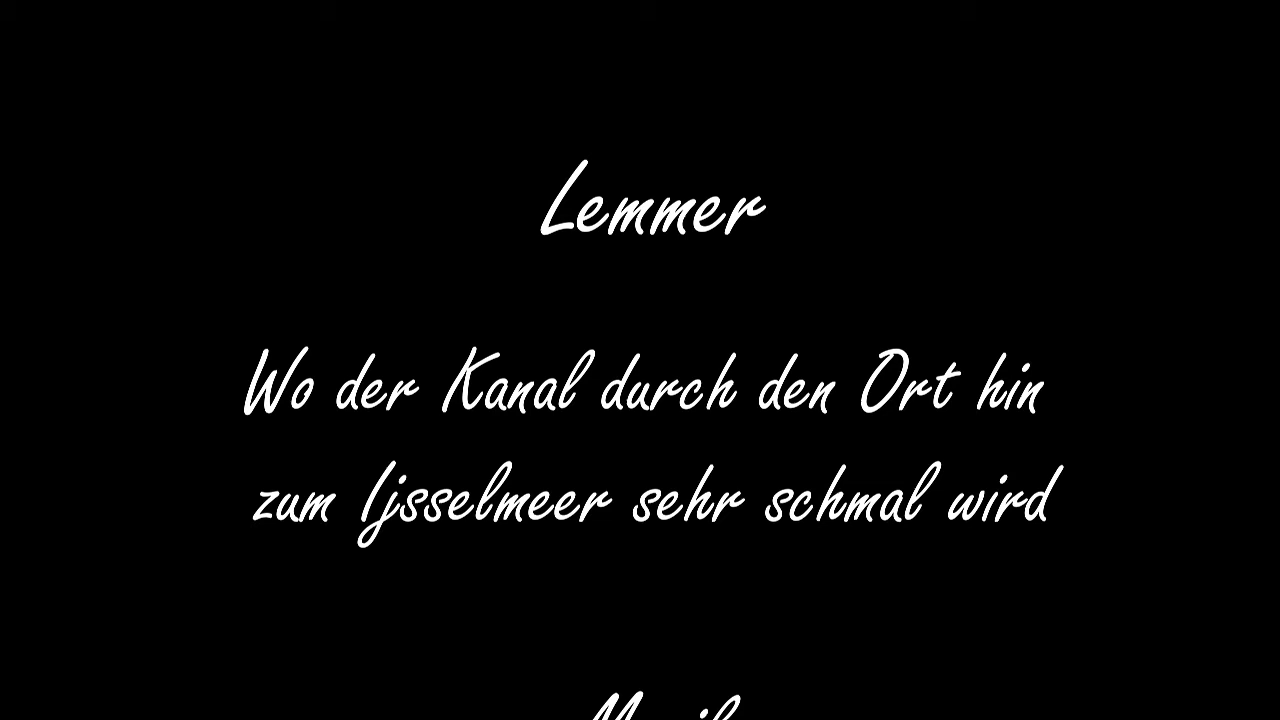 Lemmer
Wo der Kanal durch den Ort hin
zum Ijsselmeer sehr schmal wird